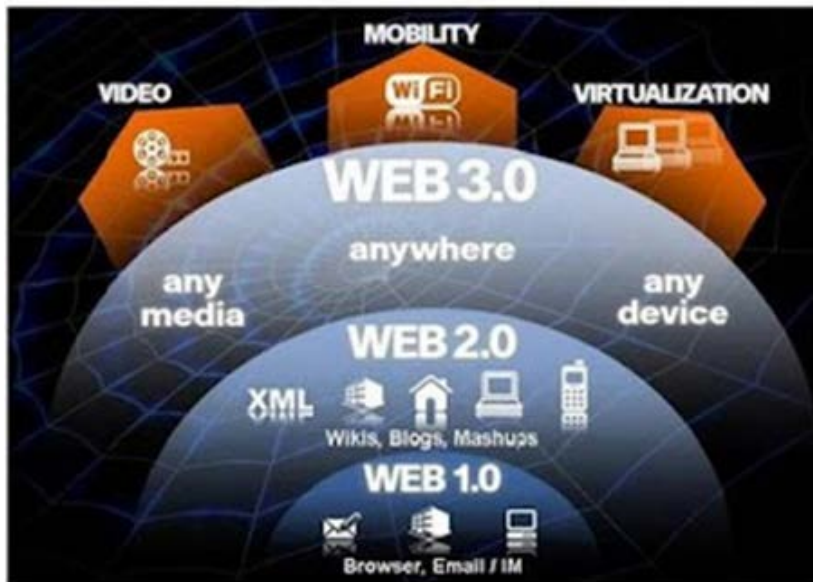 MOBILITY
VIDEO
WiFi
VIRTUALIZATION
WEB 3.0
anywhere
any
media
any
device
WEB 2.0
XML
Wikis, Blogs, Mashups
WEB 1.0
Browser, Email / IM